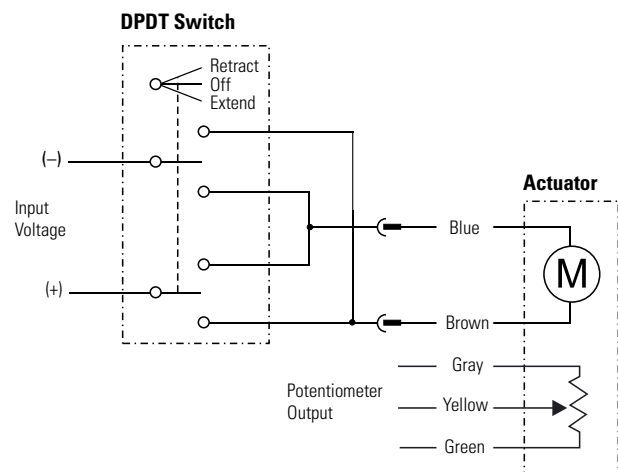 DPDT Switch
Retract
Off
Extend
(–)
Input
Voltage
(+)
Actuator
Blue
M
Brown
Gray
Potentiometer
Output
Yellow
Green